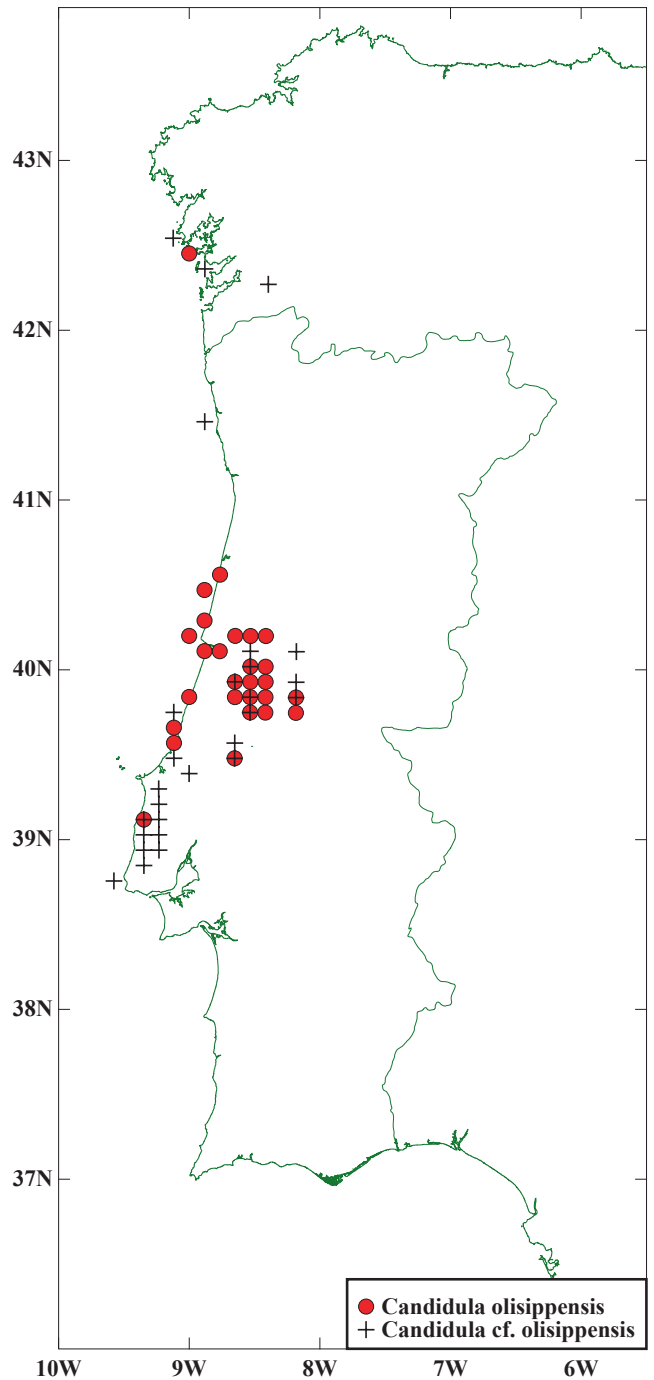 43N
42N
41N
40N
39N
38N
37N
Candidula olisippensis
Candidula cf. olisippensis
10W 9W 8W 7W 6W